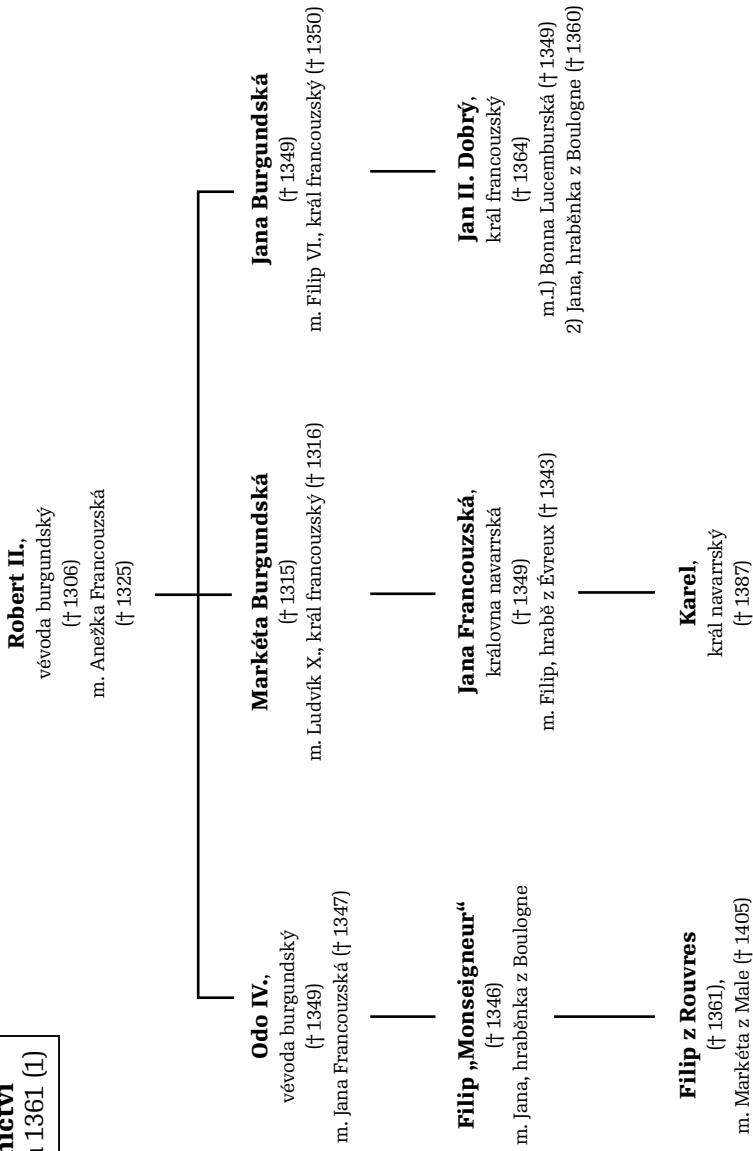 nictví
1361 (1)
Robert II.,
vévoda burgundský
(† 1306)
m. Anežka Francouzská
(† 1325)
Odo IV.,
vévoda burgundský
(† 1349)
m. Jana Francouzská († 1347)
Markéta Burgundská
(† 1315)
m. Ludvík X., král francouzský († 1316)
Jana Burgundská
(† 1349)
m. Filip VI., král francouzský († 1350)
Filip „Monseigneur“
(† 1346)
m. Jana, hraběnka z Boulogne
Jana Francouzská,
královna navarrská
(† 1349)
m. Filip, hrabě z Évreux († 1343)
Jan II. Dobrý,
král francouzský
(† 1364)
m.1) Bonna Lucemburská († 1349)
2) Jana, hraběnka z Boulogne († 1360)
Filip z Rouvres
(† 1361),
m. Markéta z Male († 1405)
Karel,
král navarrský
(† 1387)